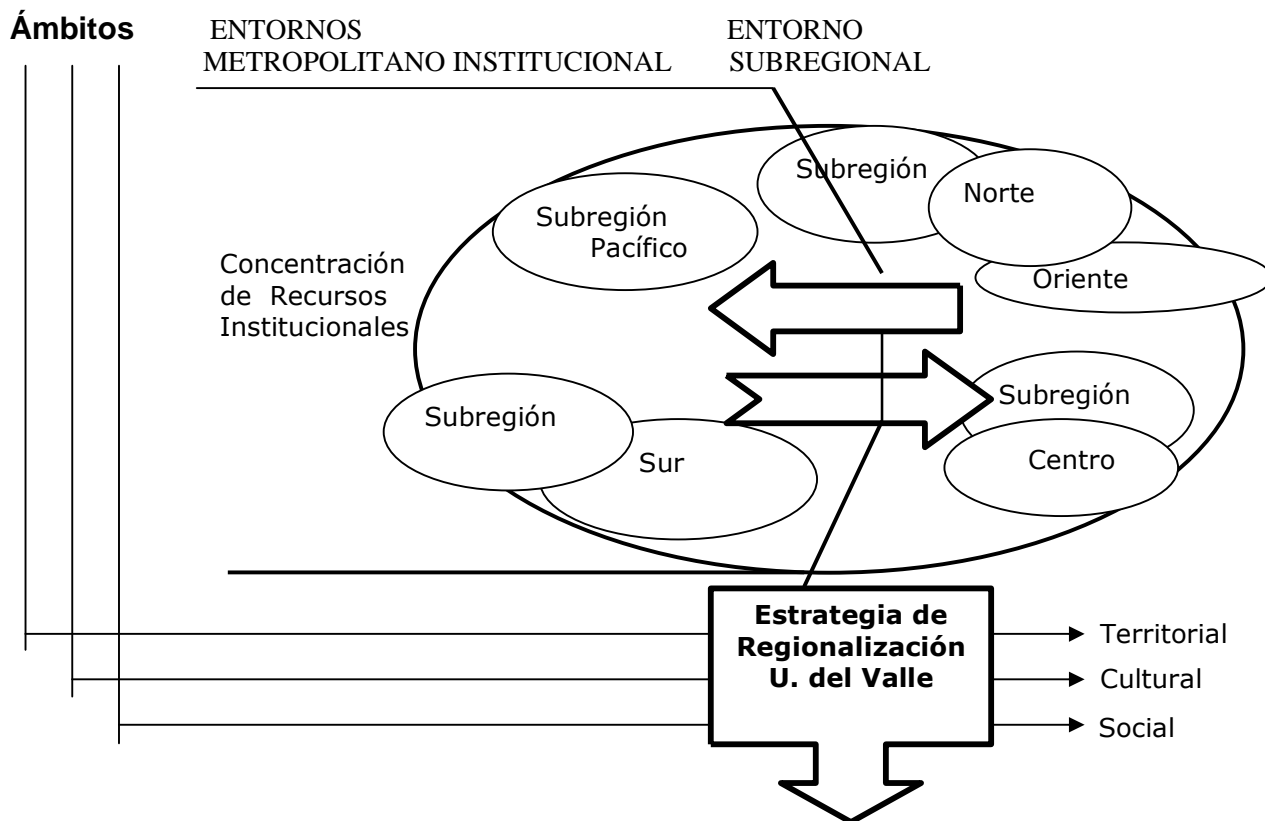 Ámbitos
ENTORNOS
METROPOLITANO INSTITUCIONAL
ENTORNO
SUBREGIONAL
Subregión
Norte
Subregión
Pacífico
Oriente
Concentración
de Recursos
Institucionales
Subregión
Sur
Subregión
Centro
Estrategia de
Regionalización
U. del Valle
Territorial
Cultural
Social